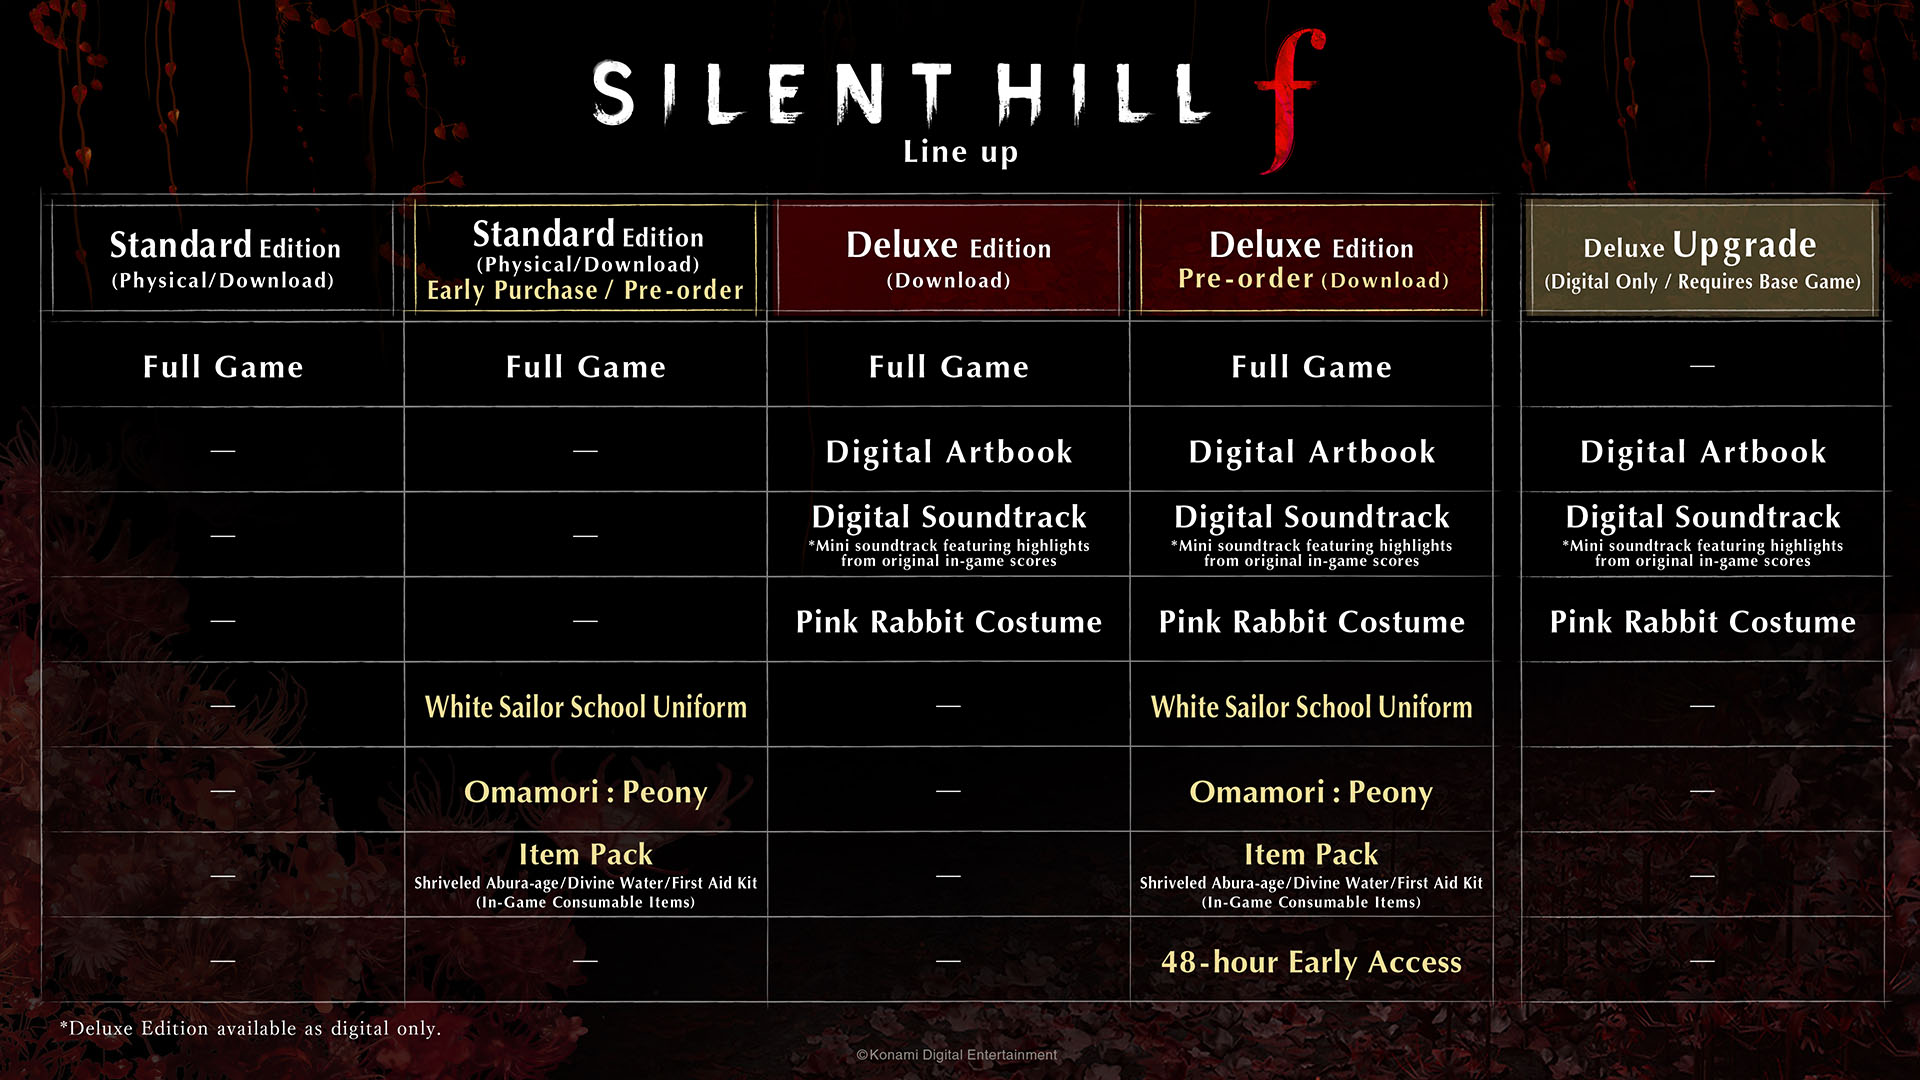 SILENT HILL f
Line up
Standard Edition
(Physical/Download)
Standard Edition
(Physical/Download)
Early Purchase / Pre-order
Deluxe Edition
(Download)
Deluxe Edition
Pre-order (Download)
Deluxe Upgrade
(Digital Only / Requires Base Game)
Full Game
Full Game
Full Game
Full Game
—
—
—
Digital Artbook
Digital Artbook
Digital Artbook
—
—
Digital Soundtrack
*Mini soundtrack featuring highlights
from original in-game scores
Digital Soundtrack
*Mini soundtrack featuring highlights
from original in-game scores
Digital Soundtrack
*Mini soundtrack featuring highlights
from original in-game scores
—
—
Pink Rabbit Costume
Pink Rabbit Costume
Pink Rabbit Costume
—
White Sailor School Uniform
—
White Sailor School Uniform
—
—
Omamori : Peony
—
Omamori : Peony
—
—
Item Pack
Shriveled Abura-age/Divine Water/First Aid Kit
(In-Game Consumable Items)
—
Item Pack
Shriveled Abura-age/Divine Water/First Aid Kit
(In-Game Consumable Items)
—
—
—
—
48-hour Early Access
—
*Deluxe Edition available as digital only.
©Konami Digital Entertainment